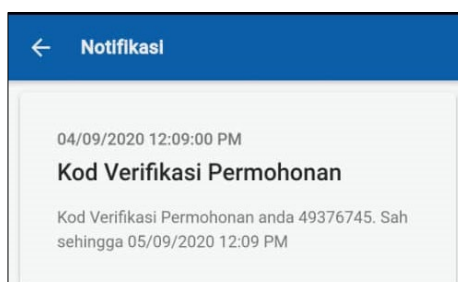 Notifikasi
04/09/2020 12:09:00 PM
Kod Verifikasi Permohonan
Kod Verifikasi Permohonan anda 49376745. Sah
sehingga 05/09/2020 12:09 PM